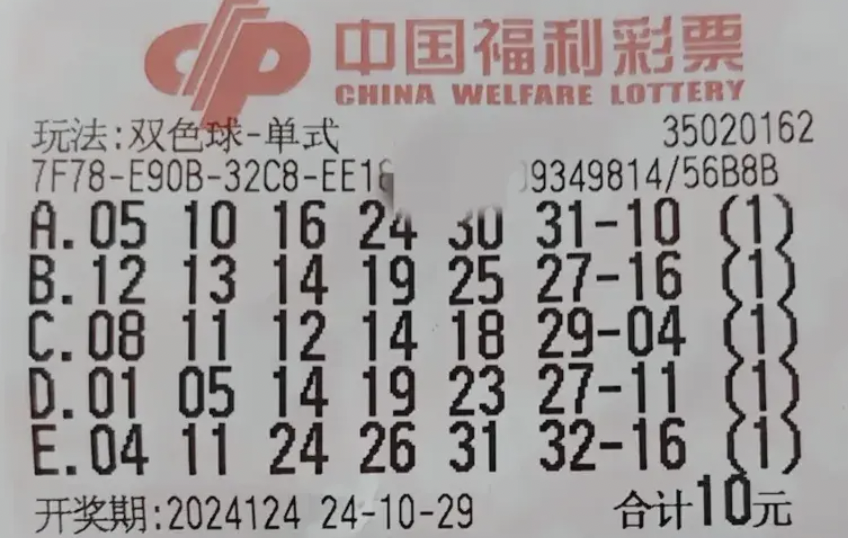 中国福利彩票
CHINA WELFARE LOTTERY
玩法:双色球-单式 35020162
7F78-E90B-32C8-EE1 9349814/56B8B
A.05 10 16 24 30 31-10 (1)
B.12 13 14 19 25 27-16 (1)
C.08 11 12 14 18 29-04 (1)
D.01 05 14 19 23 27-11 (1)
E.04 11 24 26 31 32-16 (1)
开奖期:2024124 24-10-29 合计10元